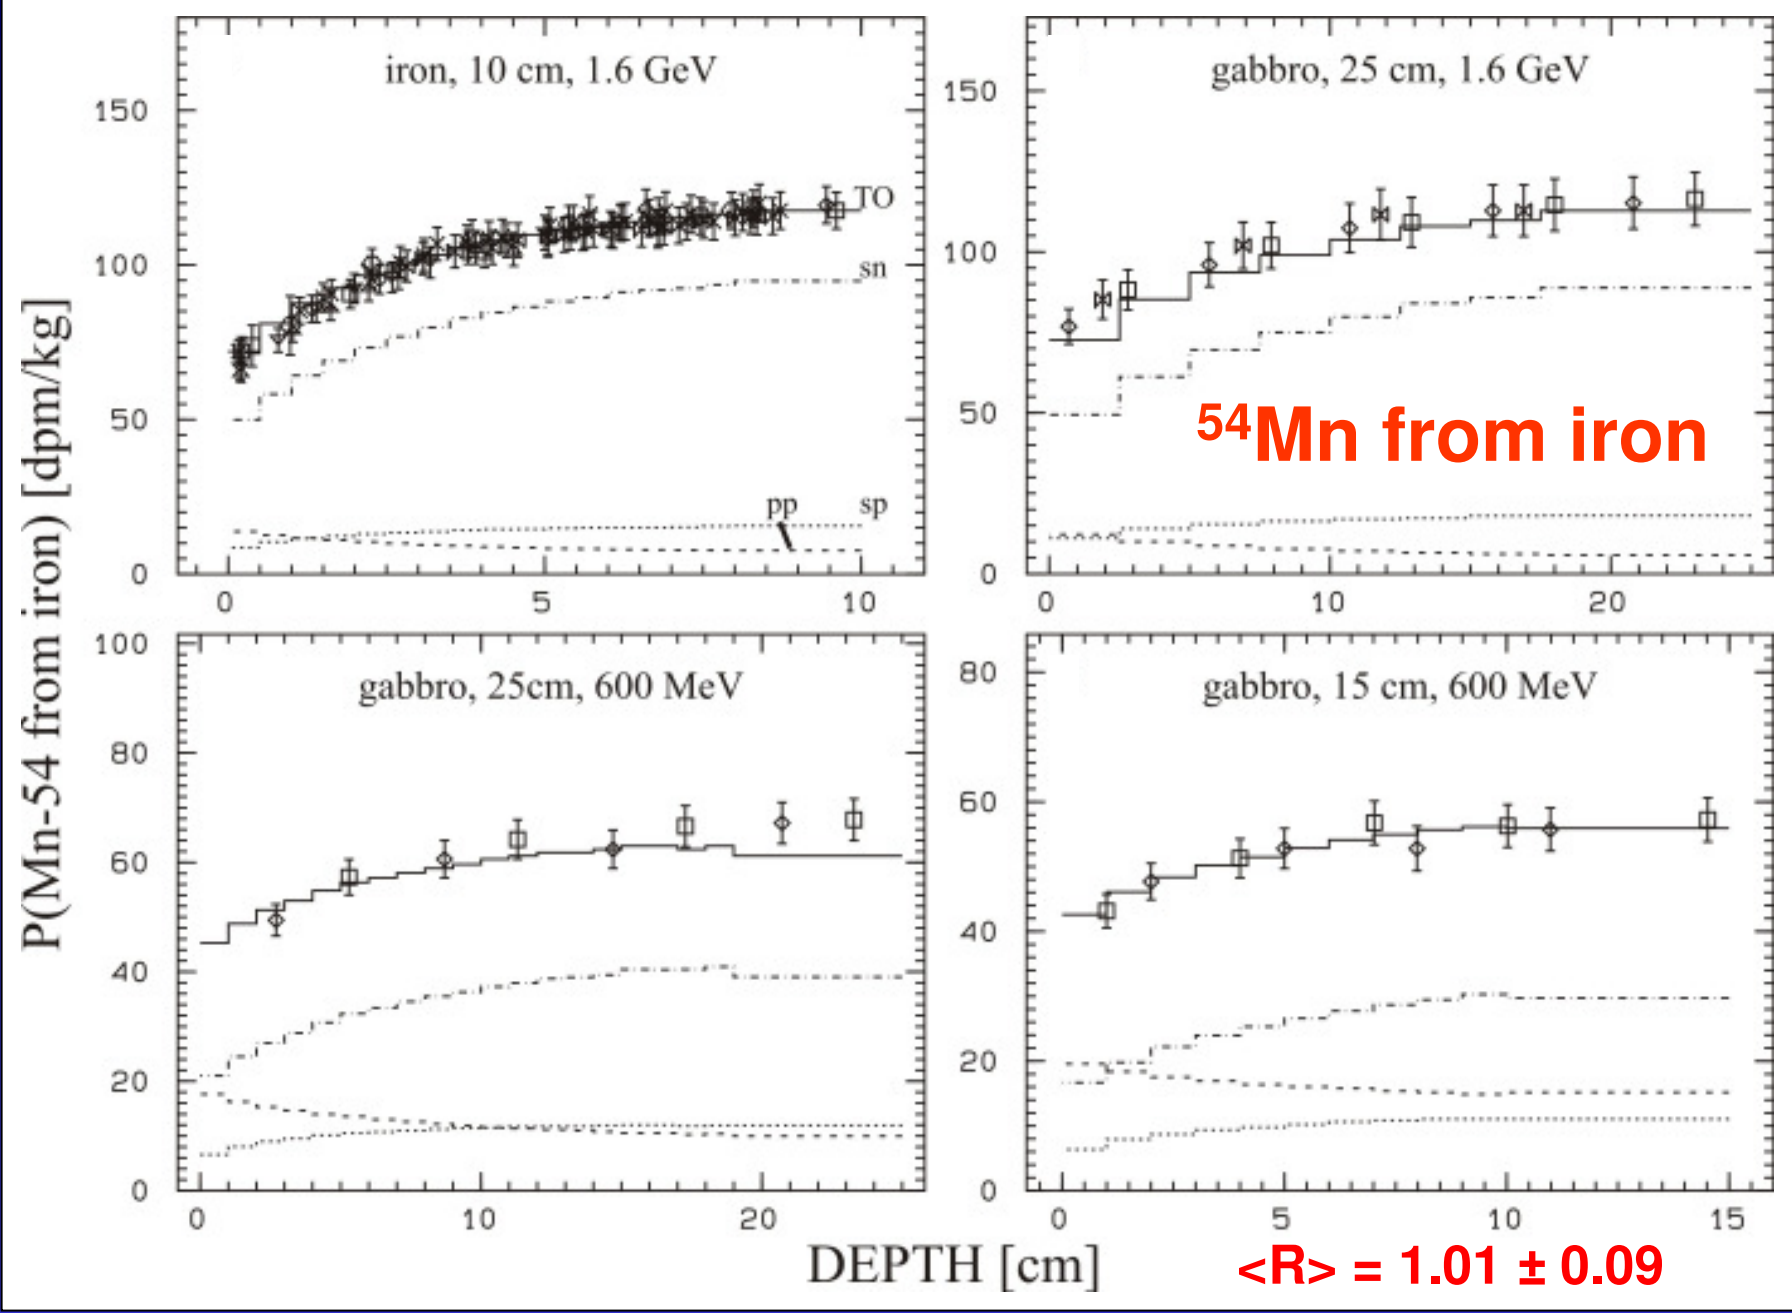 P(Mn-54 from iron) [dpm/kg]
iron, 10 cm, 1.6 GeV
150
100
50
0
TO
sn
pp
sp
0 5 10
gabbro, 25 cm, 1.6 GeV
150
100
50
0
⁵⁴Mn from iron
0 10 20
gabbro, 25cm, 600 MeV
100
80
60
40
20
0
0 10 20
gabbro, 15 cm, 600 MeV
80
60
40
20
0
0 5 10 15
DEPTH [cm]
<R> = 1.01 ± 0.09